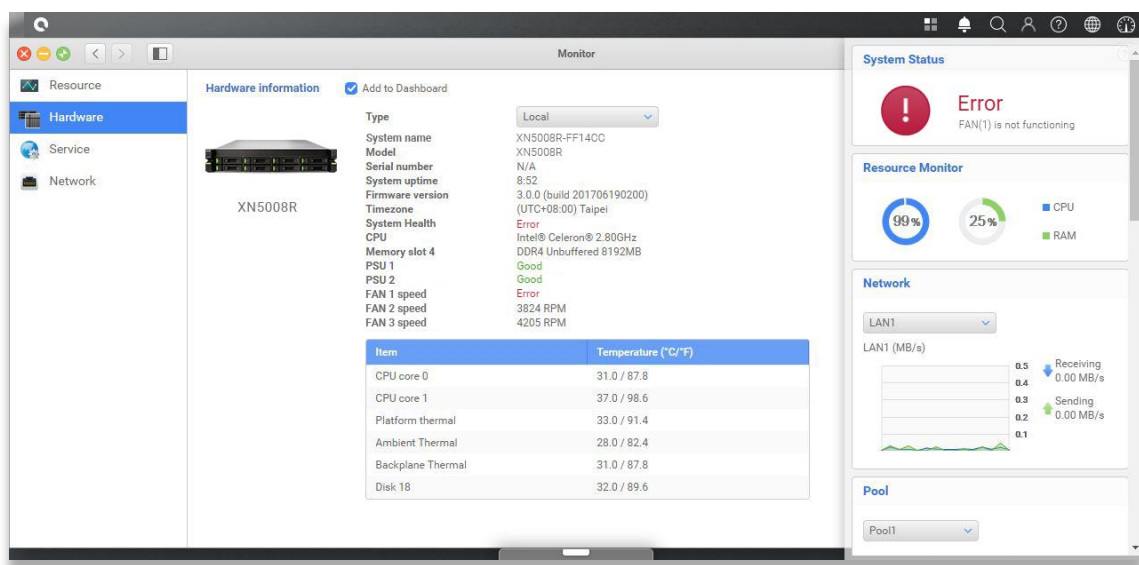 Monitor
Resource
Hardware
Service
Network
Hardware information
Add to Dashboard
XN5008R
Type Local
System name XN5008R-FF14CC
Model XN5008R
Serial number N/A
System uptime 8:52
Firmware version 3.0.0 (build 201706190200)
Timezone (UTC+08:00) Taipei
System Health Error
CPU Intel® Celeron® 2.80GHz
Memory slot 4 DDR4 Unbuffered 8192MB
PSU 1 Good
PSU 2 Good
FAN 1 speed Error
FAN 2 speed 3824 RPM
FAN 3 speed 4205 RPM
Item Temperature (°C/°F)
CPU core 0 31.0 / 87.8
CPU core 1 37.0 / 98.6
Platform thermal 33.0 / 91.4
Ambient Thermal 28.0 / 82.4
Backplane Thermal 31.0 / 87.8
Disk 18 32.0 / 89.6
System Status
Error
FAN(1) is not functioning
Resource Monitor
99%
25%
CPU
RAM
Network
LAN1
LAN1 (MB/s)
0.5
0.4
0.3
0.2
0.1
Receiving
0.00 MB/s
Sending
0.00 MB/s
Pool
Pool1